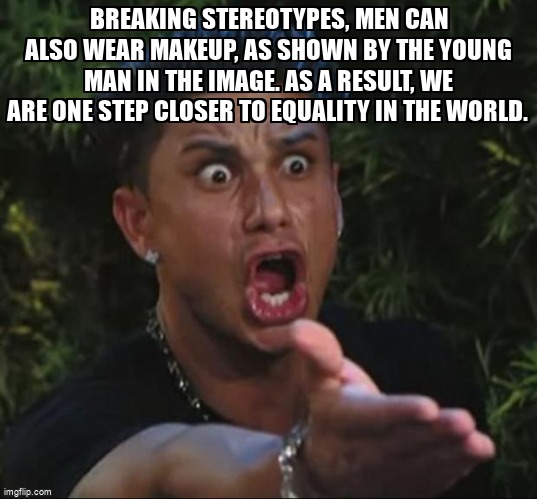 BREAKING STEREOTYPES, MEN CAN
ALSO WEAR MAKEUP, AS SHOWN BY THE YOUNG
MAN IN THE IMAGE. AS A RESULT, WE
ARE ONE STEP CLOSER TO EQUALITY IN THE WORLD.
imgflip.com